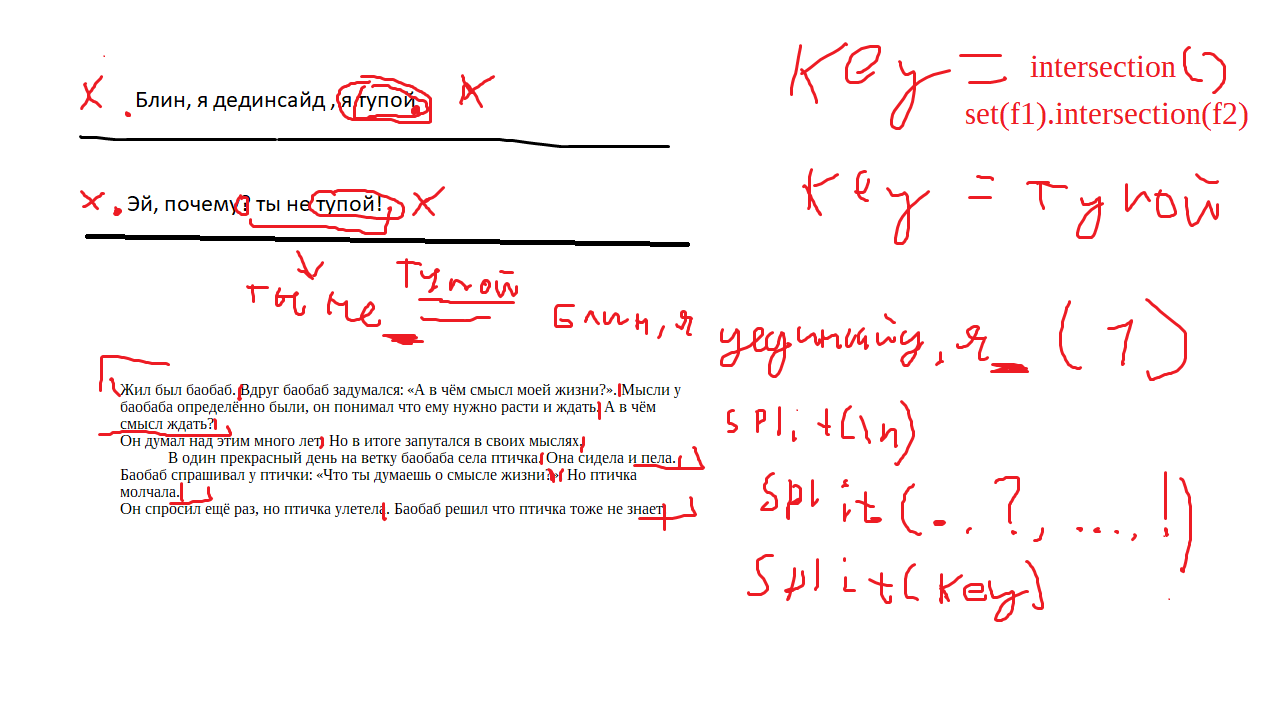 Key = intersection()
set(f1).intersection(f2)
X . Блин, я дединсайд , я тупой. X
Key = тупой
X . Эй, почему? ты не тупой! X
ты не _ тупой
Блин, я
уединсайд, я _ (1)
Жил был баобаб. Вдруг баобаб задумался: «А в чём смысл моей жизни?». Мысли у
баобаба определённо были, он понимал что ему нужно расти и ждать. А в чём
смысл ждать?
Он думал над этим много лет. Но в итоге запутался в своих мыслях.
В один прекрасный день на ветку баобаба села птичка. Она сидела и пела.
Баобаб спрашивал у птички: «Что ты думаешь о смысле жизни?» Но птичка
молчала.
Он спросил ещё раз, но птичка улетела. Баобаб решил что птичка тоже не знает
split(\n)
split(. , ?, ..., !)
split(key)